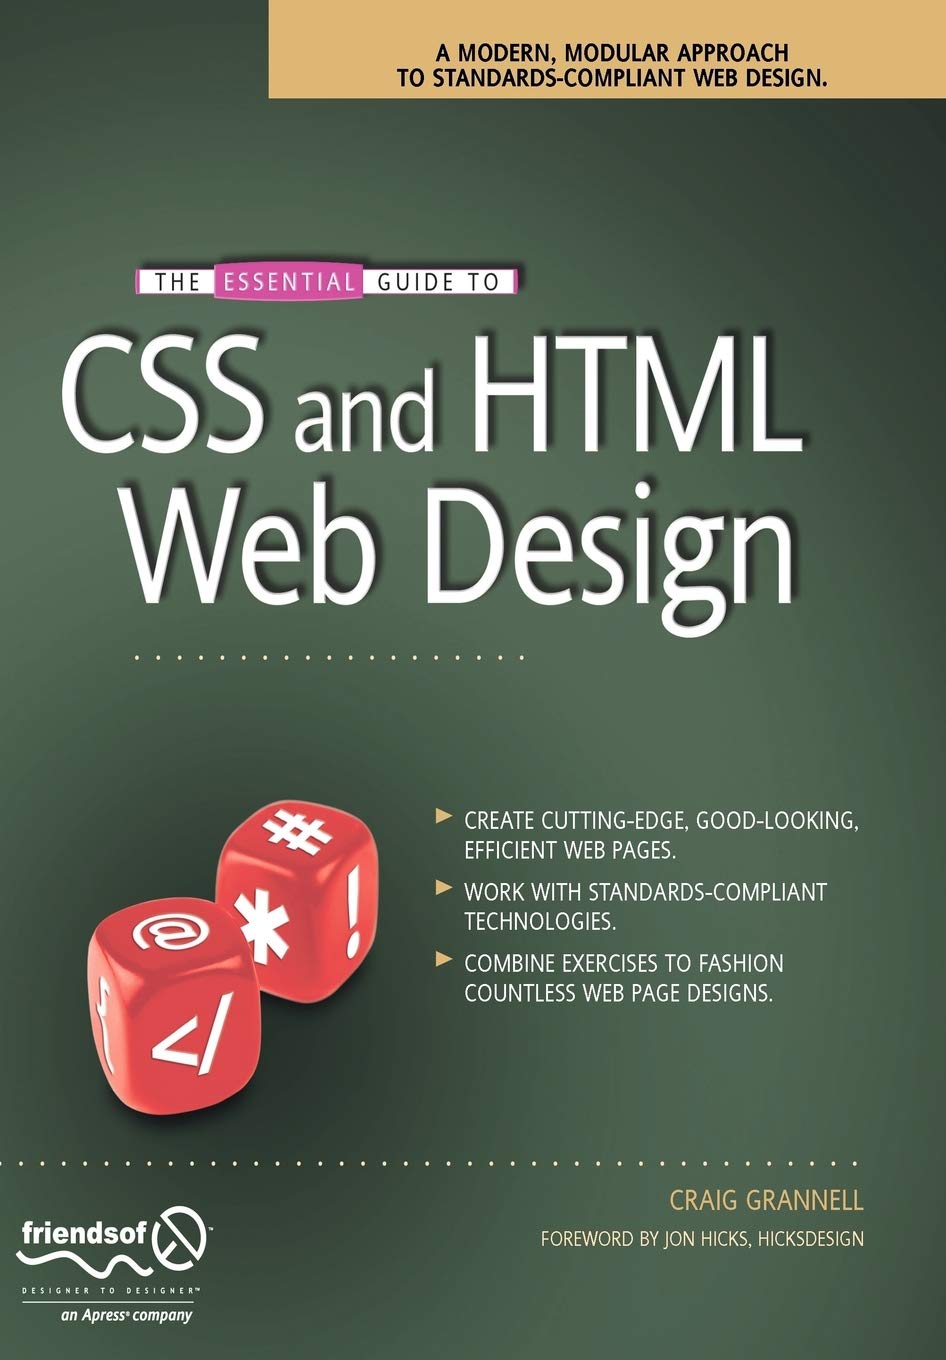 A MODERN, MODULAR APPROACH
TO STANDARDS-COMPLIANT WEB DESIGN.
THE ESSENTIAL GUIDE TO
CSS and HTML
Web Design
► CREATE CUTTING-EDGE, GOOD-LOOKING,
EFFICIENT WEB PAGES.
► WORK WITH STANDARDS-COMPLIANT
TECHNOLOGIES.
► COMBINE EXERCISES TO FASHION
COUNTLESS WEB PAGE DESIGNS.
#
* !
@
{ </
CRAIG GRANNELL
FOREWORD BY JON HICKS, HICKSDESIGN
friendsof™
DESIGNER TO DESIGNER™
an Apress® company